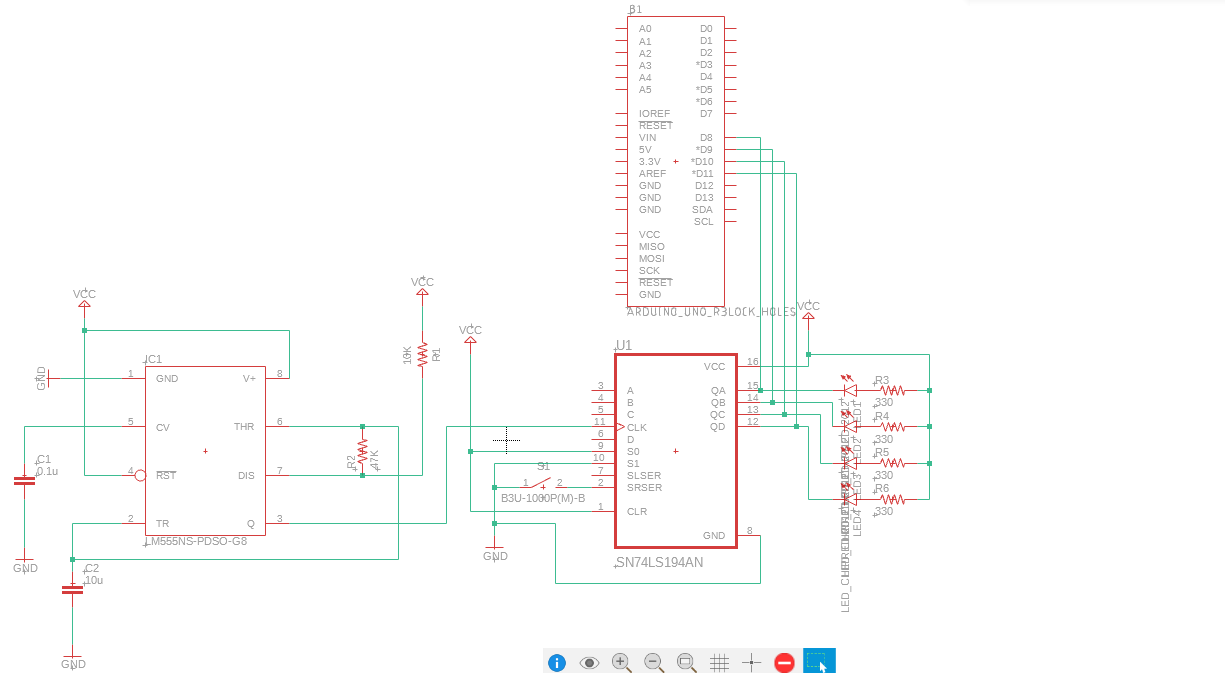 B1
A0 D0
A1 D1
A2 D2
A3 *D3
A4 D4
A5 *D5
*D6
D7
IOREF
RESET
VIN D8
5V *D9
3.3V *D10
AREF *D11
GND D12
GND D13
GND SDA
SCL
VCC
MISO
MOSI
SCK
RESET
GND
ARDUINO_UNO_R3LOCK_HOLES
VCC
VCC
VCC
VCC
IC1
GND
1 GND V+ 8
5 CV THR 6
4 RST DIS 7
2 TR Q 3
LM555NS-PDSO-G8
C1
0.1u
GND
C2
10u
GND
10K
R1
R2
47K
U1
VCC 16
3 A QA 15
4 B QB 14
5 C QC 13
11 CLK QD 12
6 D
9 S0
10 S1
7 SLSER
2 SRSER
1 CLR
GND 8
SN74LS194AN
S1
1 2
B3U-1000P(M)-B
GND
R3
330
R4
330
R5
330
R6
330
LED1
LED2
LED3
LED4